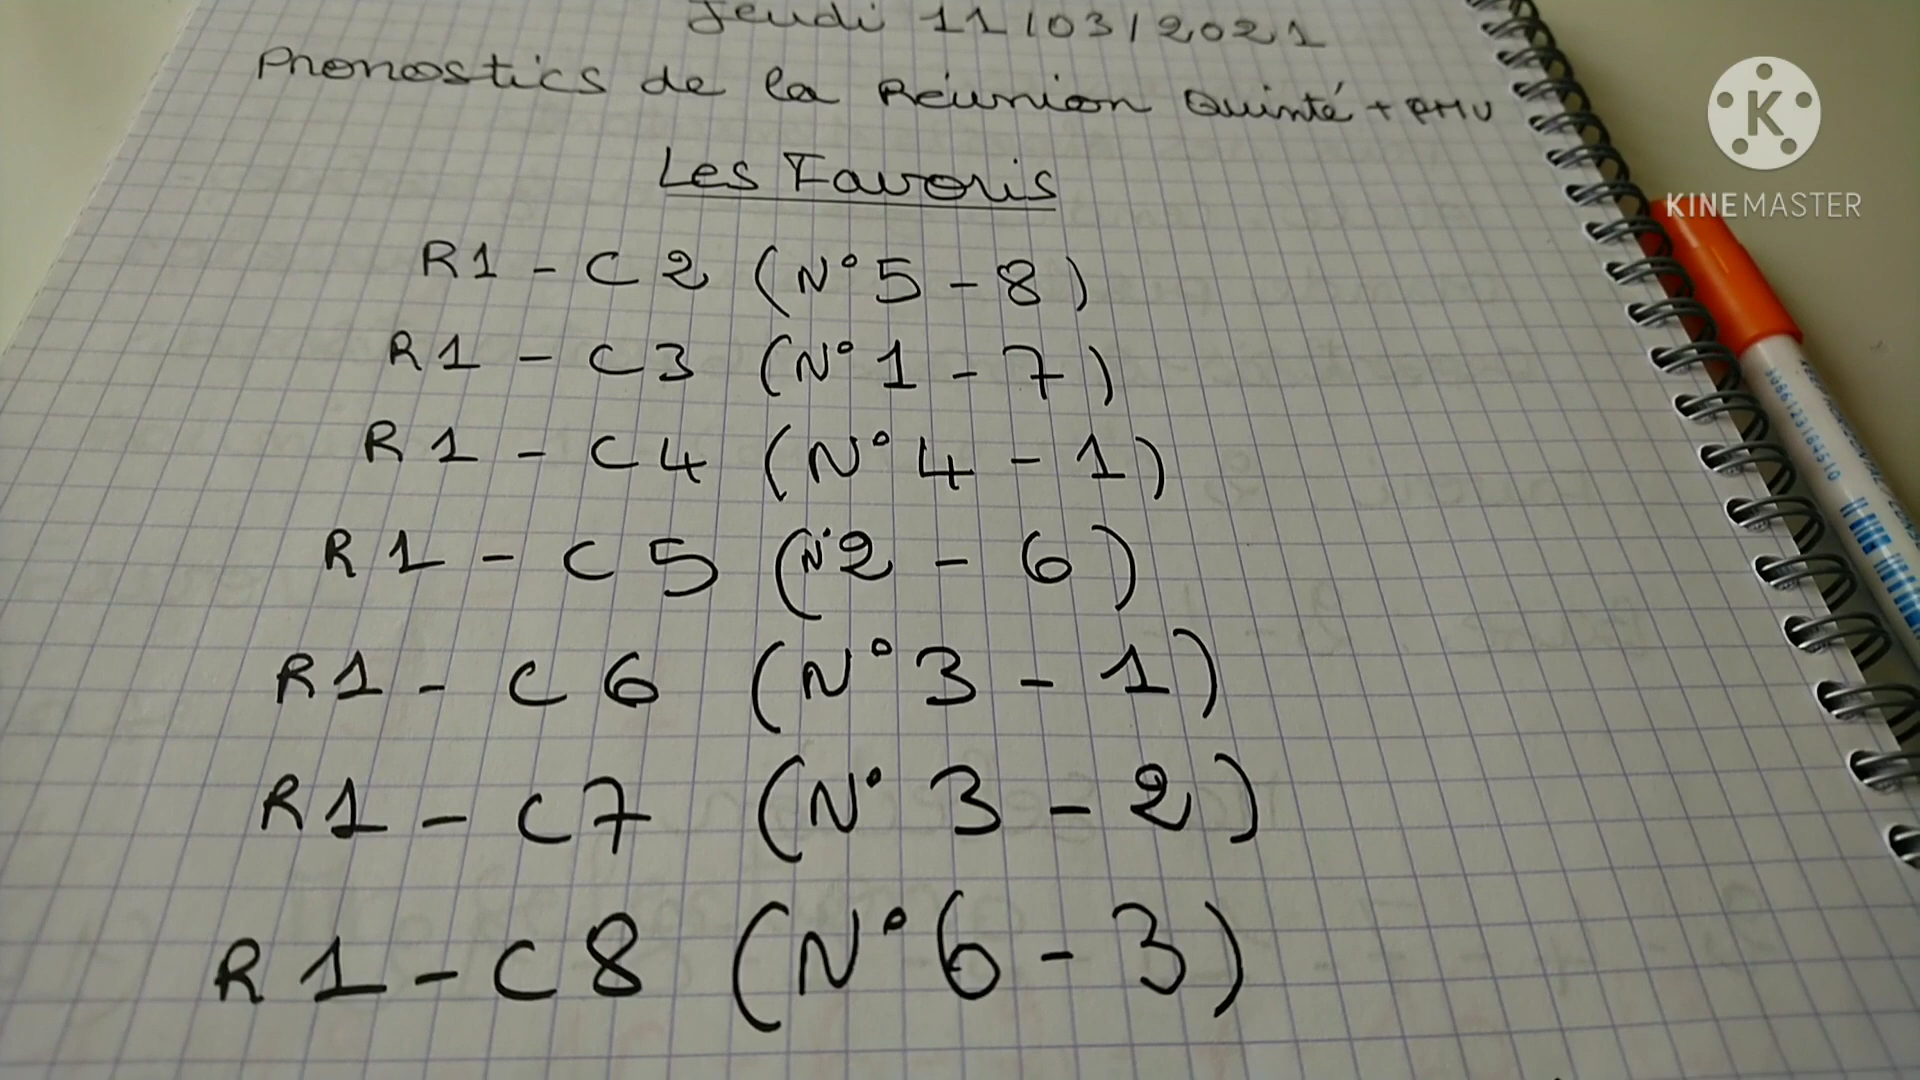 Jeudi 11/03/2021
Pronostics de la Réunion Quinté + PMU
Les Favoris
R1 - C2 (N° 5 - 8)
R1 - C3 (N° 1 - 7)
R1 - C4 (N° 4 - 1)
R1 - C5 (N° 2 - 6)
R1 - C6 (N° 3 - 1)
R1 - C7 (N° 3 - 2)
R1 - C8 (N° 6 - 3)
K
KINEMASTER